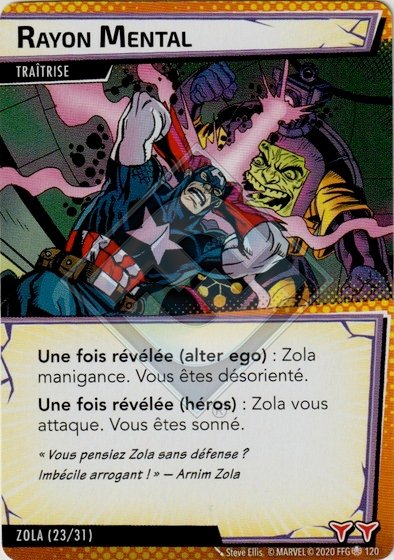 Rayon Mental
TRAÎTRISE
Une fois révélée (alter ego) : Zola
manigance. Vous êtes désorienté.
Une fois révélée (héros) : Zola vous
attaque. Vous êtes sonné.
« Vous pensiez Zola sans défense ?
Imbécile arrogant ! » – Arnim Zola
ZOLA (23/31)
Steve Ellis. © MARVEL © 2020 FFG 120